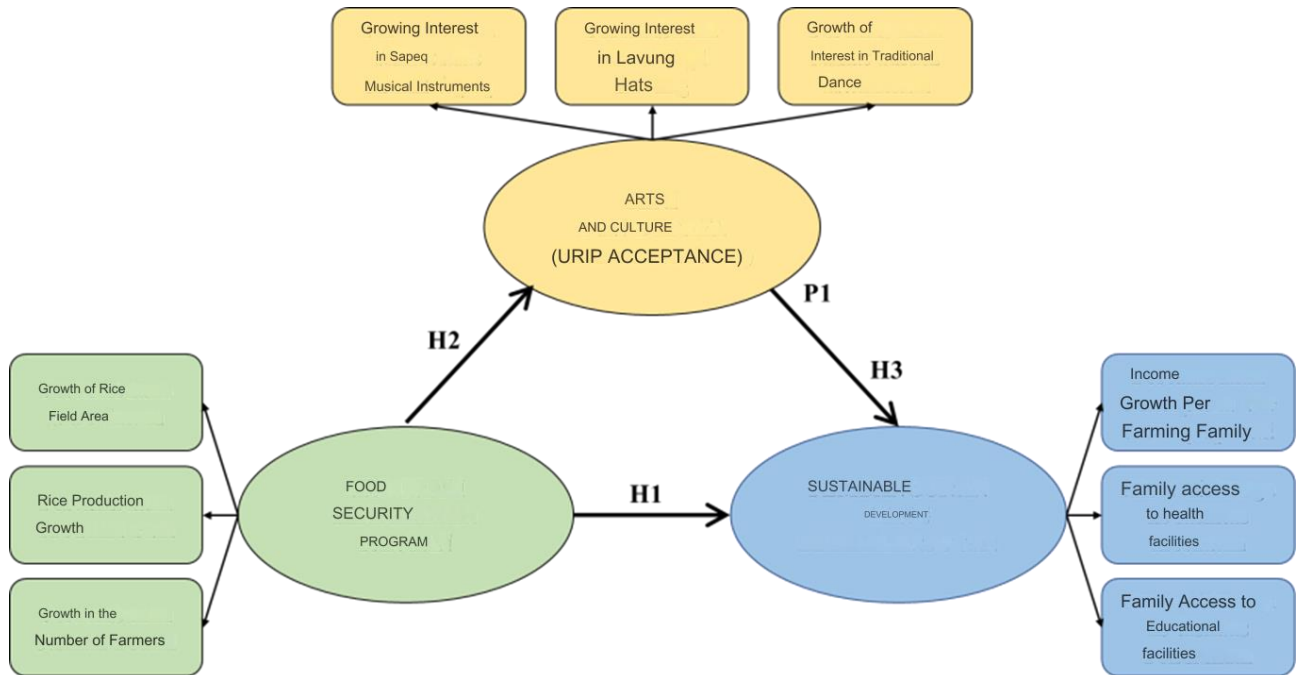 Growing Interest
in Sapeq
Musical Instruments
Growing Interest
in Lavung
Hats
Growth of
Interest in Traditional
Dance
ARTS
AND CULTURE
(URIP ACCEPTANCE)
P1
H2
H3
Growth of Rice
Field Area
Rice Production
Growth
Growth in the
Number of Farmers
FOOD
SECURITY
PROGRAM
H1
SUSTAINABLE
DEVELOPMENT
Income
Growth Per
Farming Family
Family access
to health
facilities
Family Access to
Educational
facilities